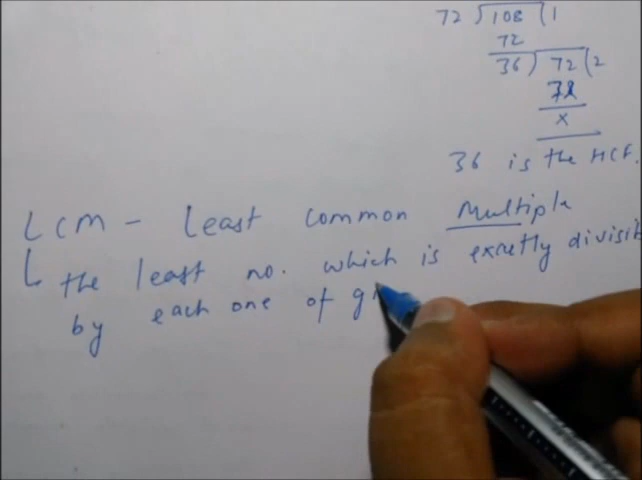 72 ) 108 ( 1
72
36 ) 72 ( 2
72
x
36 is the HCF.
LCM - Least common Multiple
the least no. which is exactly divisib
by each one of gi